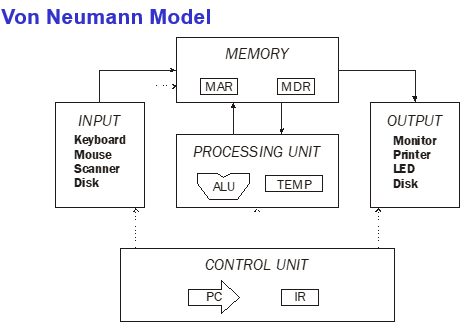 Von Neumann Model
MEMORY
MAR MDR
INPUT
Keyboard
Mouse
Scanner
Disk
PROCESSING UNIT
ALU TEMP
OUTPUT
Monitor
Printer
LED
Disk
CONTROL UNIT
PC IR